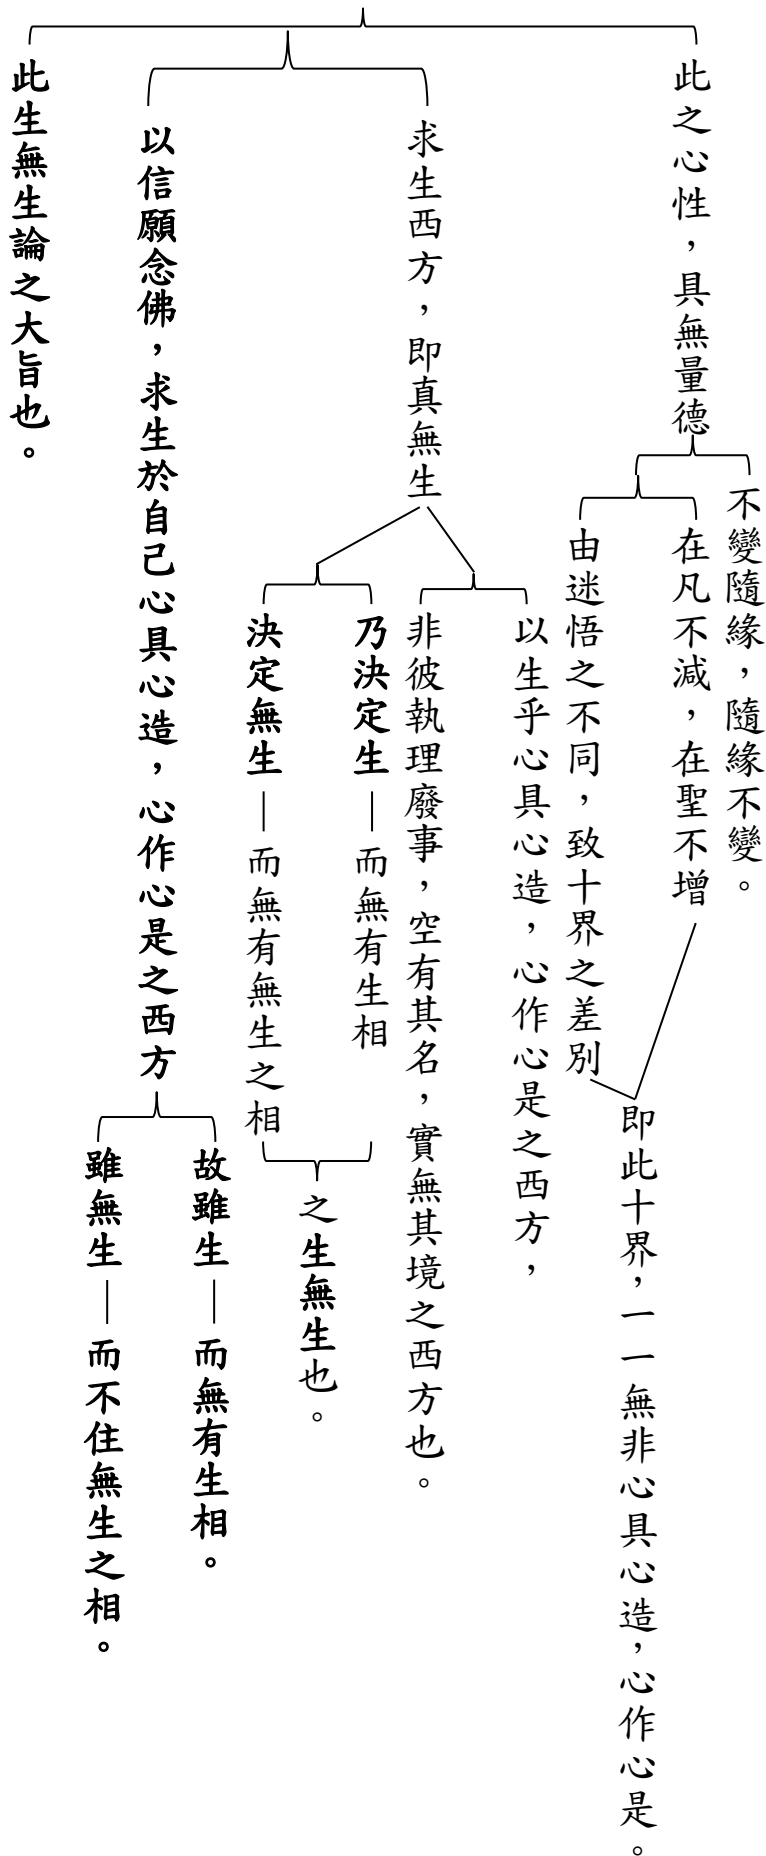 此之心性，具無量德
不變隨緣，隨緣不變。
在凡不減，在聖不增
由迷悟之不同，致十界之差別
即此十界，一一無非心具心造，心作心是。
求生西方，即真無生
以生乎心具心造，心作心是之西方，
非彼執理廢事，空有其名，實無其境之西方也。
乃決定生—而無有生相
決定無生—而無有無生之相
之生無生也。
以信願念佛，求生於自己心具心造，心作心是之西方
故雖生—而無有生相。
雖無生—而不住無生之相。
此生無生論之大旨也。